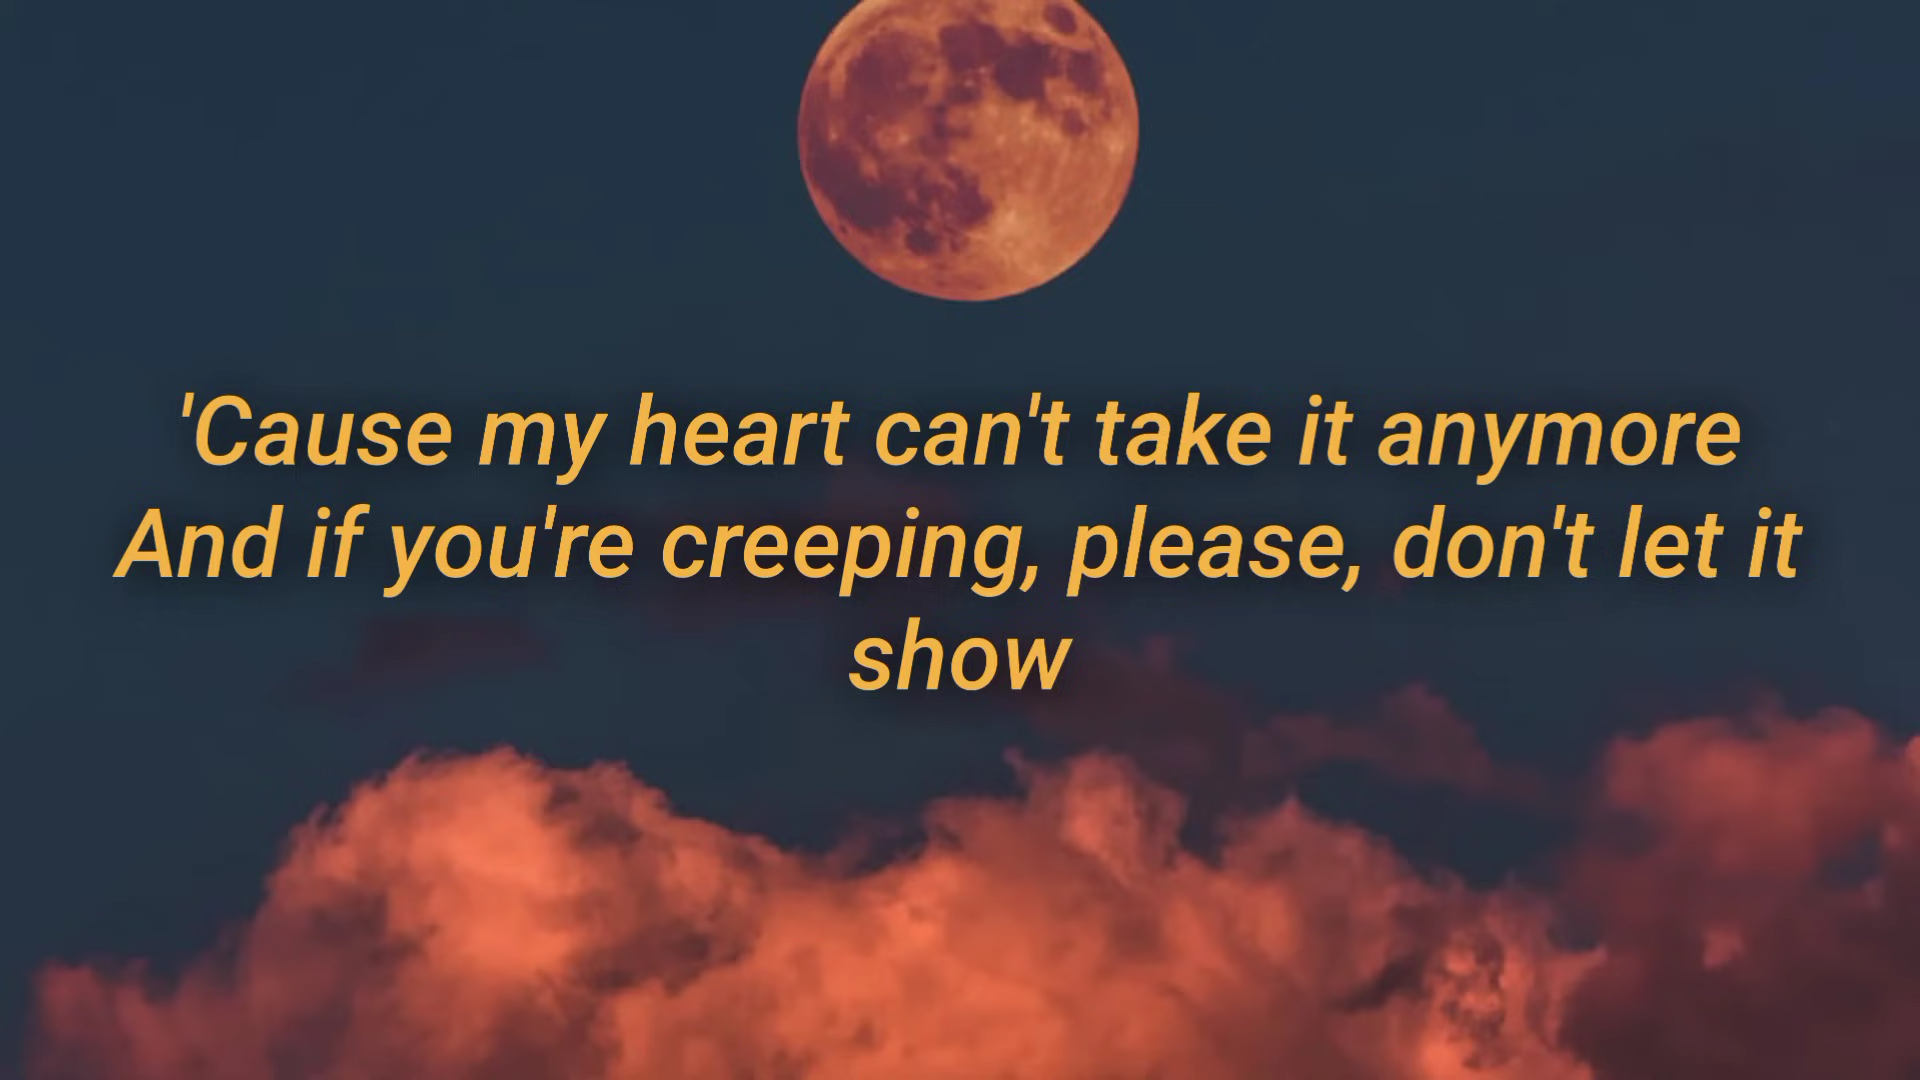 'Cause my heart can't take it anymore
And if you're creeping, please, don't let it
show